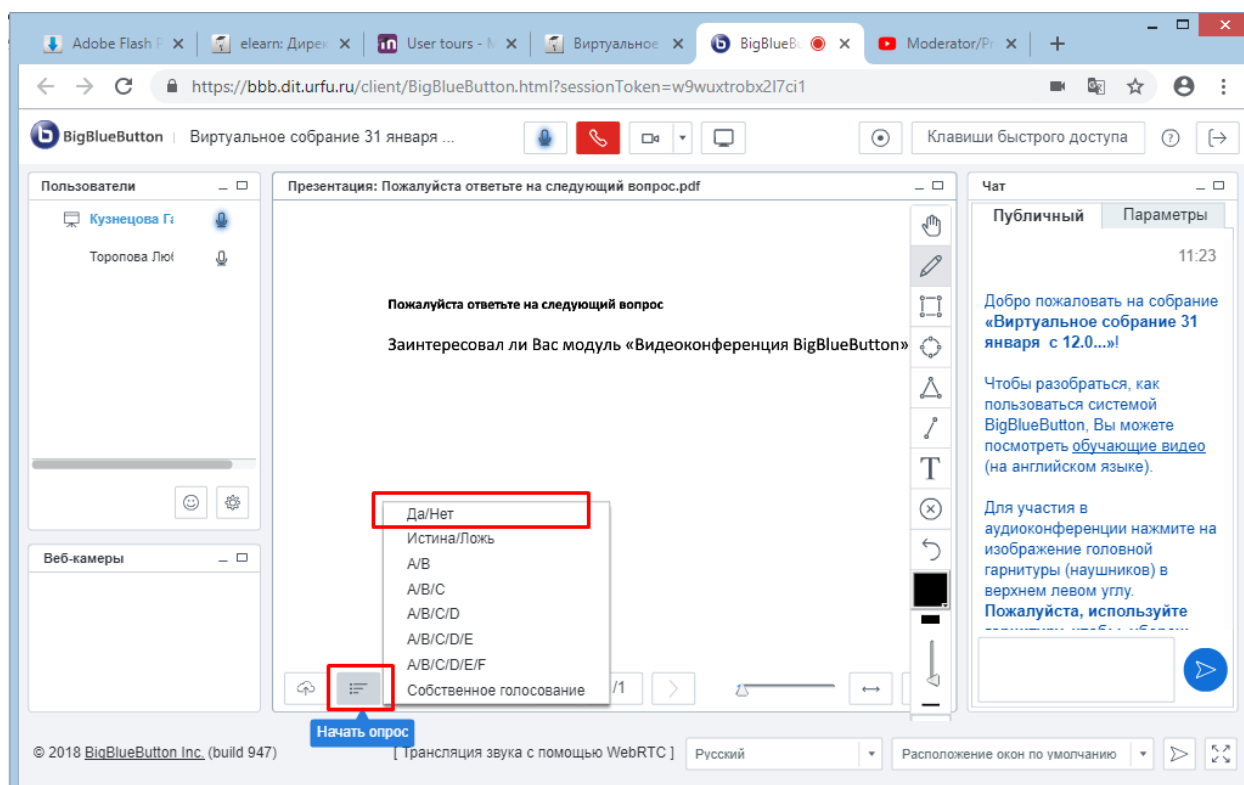 Adobe Flash P
elearn: Дирек
User tours - M
Виртуальное
BigBlueBu
Moderator/Pr
https://bbb.dit.urfu.ru/client/BigBlueButton.html?sessionToken=w9wuxtrobx2l7ci1
BigBlueButton
Виртуальное собрание 31 января ...
Клавиши быстрого доступа
Пользователи
Кузнецова Га
Торопова Люб
Веб-камеры
Презентация: Пожалуйста ответьте на следующий вопрос.pdf
Пожалуйста ответьте на следующий вопрос
Заинтересовал ли Вас модуль «Видеоконференция BigBlueButton»
Да/Нет
Истина/Ложь
A/B
A/B/C
A/B/C/D
A/B/C/D/E
A/B/C/D/E/F
Собственное голосование
/1
Начать опрос
T
Чат
Публичный
Параметры
11:23
Добро пожаловать на собрание
«Виртуальное собрание 31
января с 12.0...»!
Чтобы разобраться, как
пользоваться системой
BigBlueButton, Вы можете
посмотреть обучающие видео
(на английском языке).
Для участия в
аудиоконференции нажмите на
изображение головной
гарнитуры (наушников) в
верхнем левом углу.
Пожалуйста, используйте
© 2018 BigBlueButton Inc. (build 947)
[ Трансляция звука с помощью WebRTC ]
Русский
Расположение окон по умолчанию